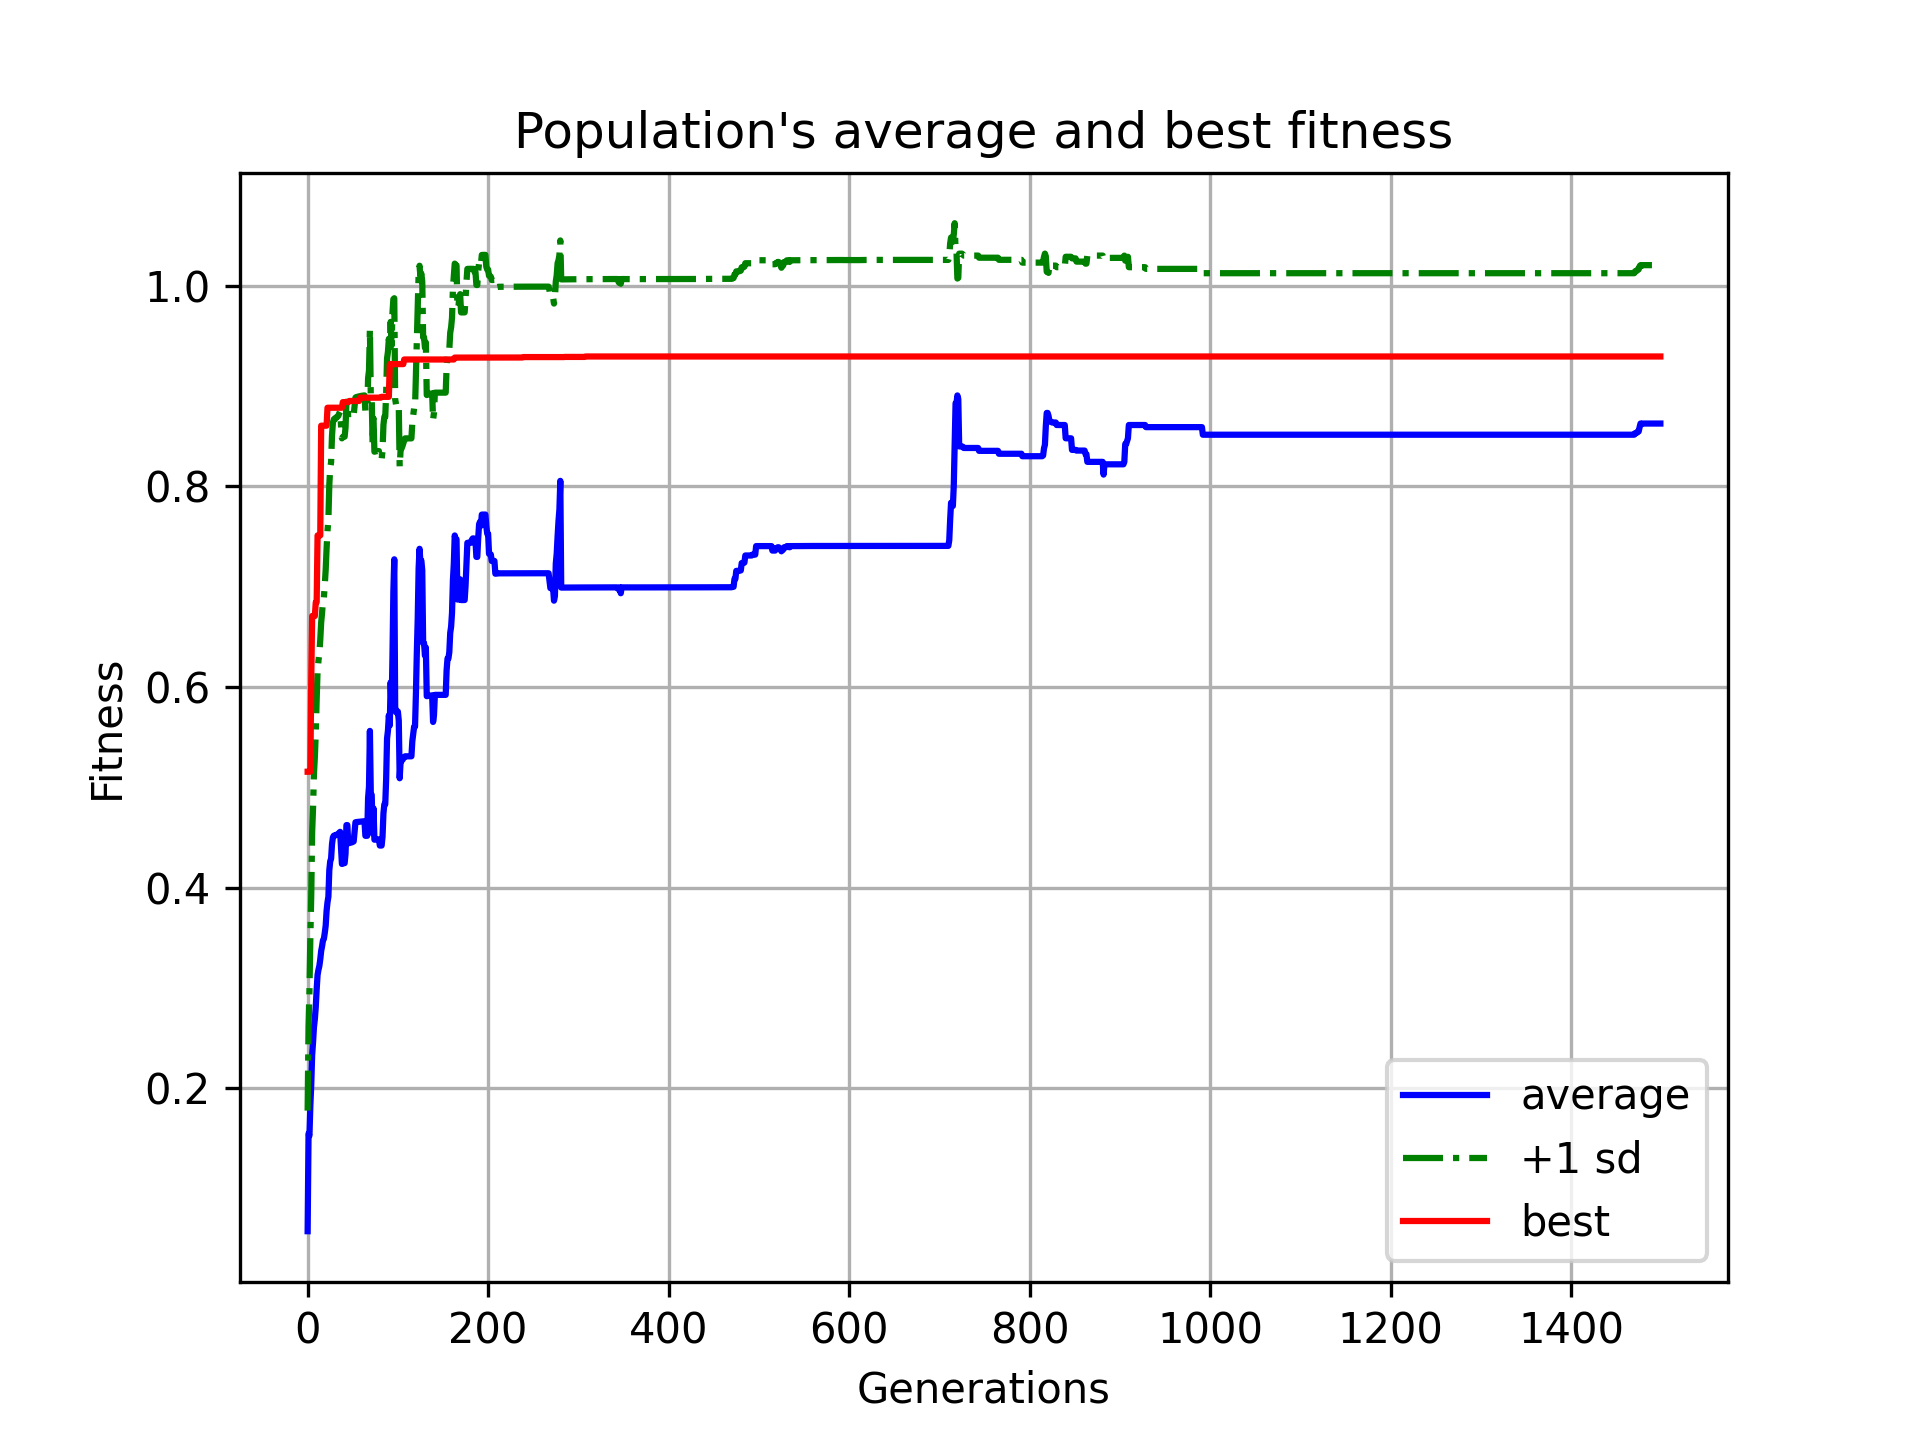 Population's average and best fitness
1.0
0.8
0.6
0.4
0.2
Fitness
0 200 400 600 800 1000 1200 1400
Generations
average
+1 sd
best